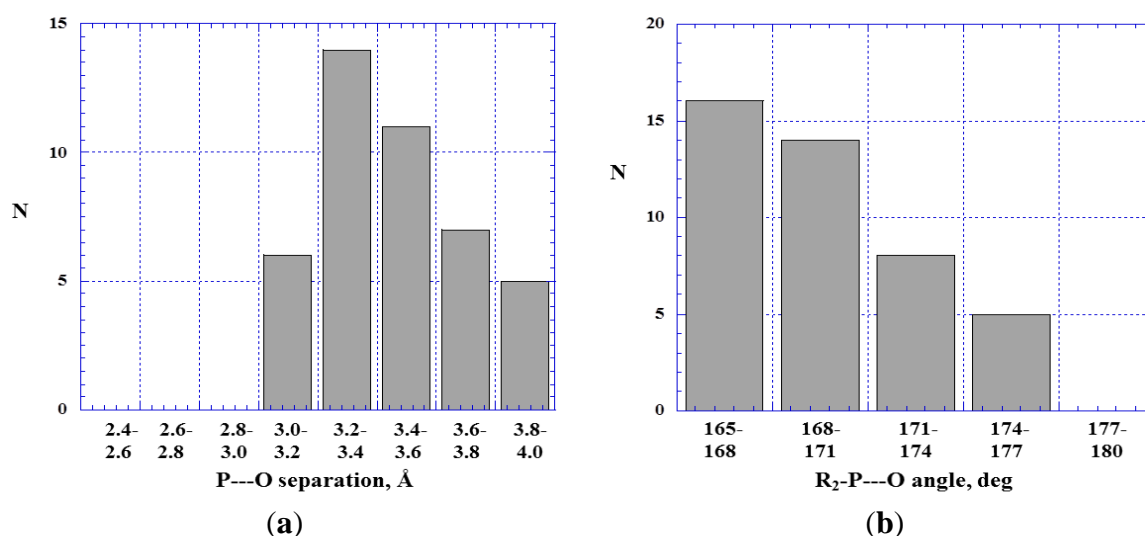 15
10
N
5
0
2.4- 2.6- 2.8- 3.0- 3.2- 3.4- 3.6- 3.8-
2.6 2.8 3.0 3.2 3.4 3.6 3.8 4.0
P---O separation, Å
(a)
20
15
N
10
5
0
165- 168- 171- 174- 177-
168 171 174 177 180
R₂-P---O angle, deg
(b)